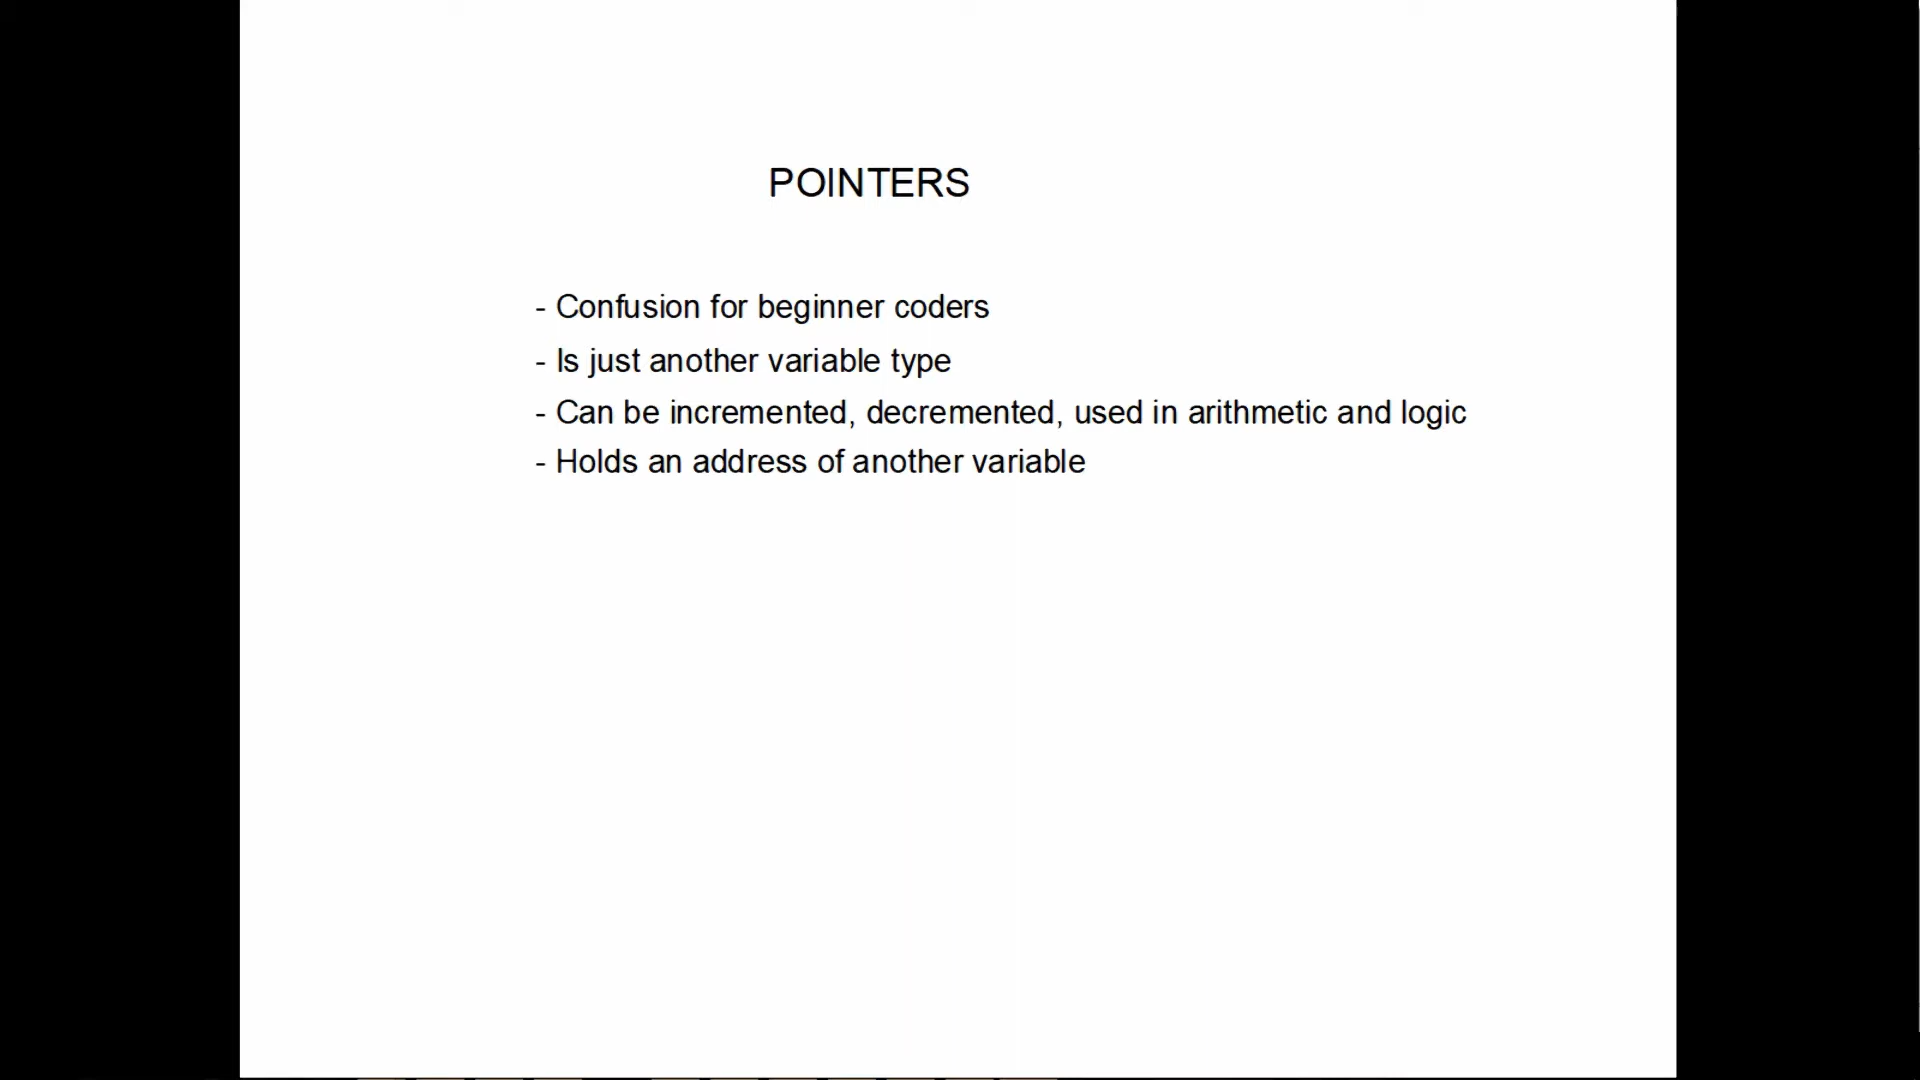 POINTERS
- Confusion for beginner coders
- Is just another variable type
- Can be incremented, decremented, used in arithmetic and logic
- Holds an address of another variable